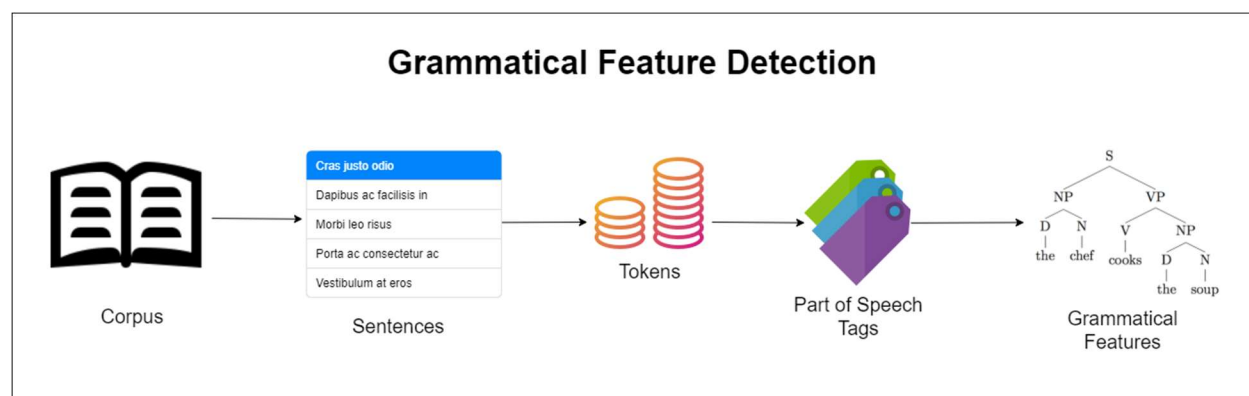 Grammatical Feature Detection
Cras justo odio
Dapibus ac facilisis in
Morbi leo risus
Porta ac consectetur ac
Vestibulum at eros
Corpus
Sentences
Tokens
Part of Speech
Tags
S
NP VP
D N V NP
the chef cooks D N
the soup
Grammatical
Features